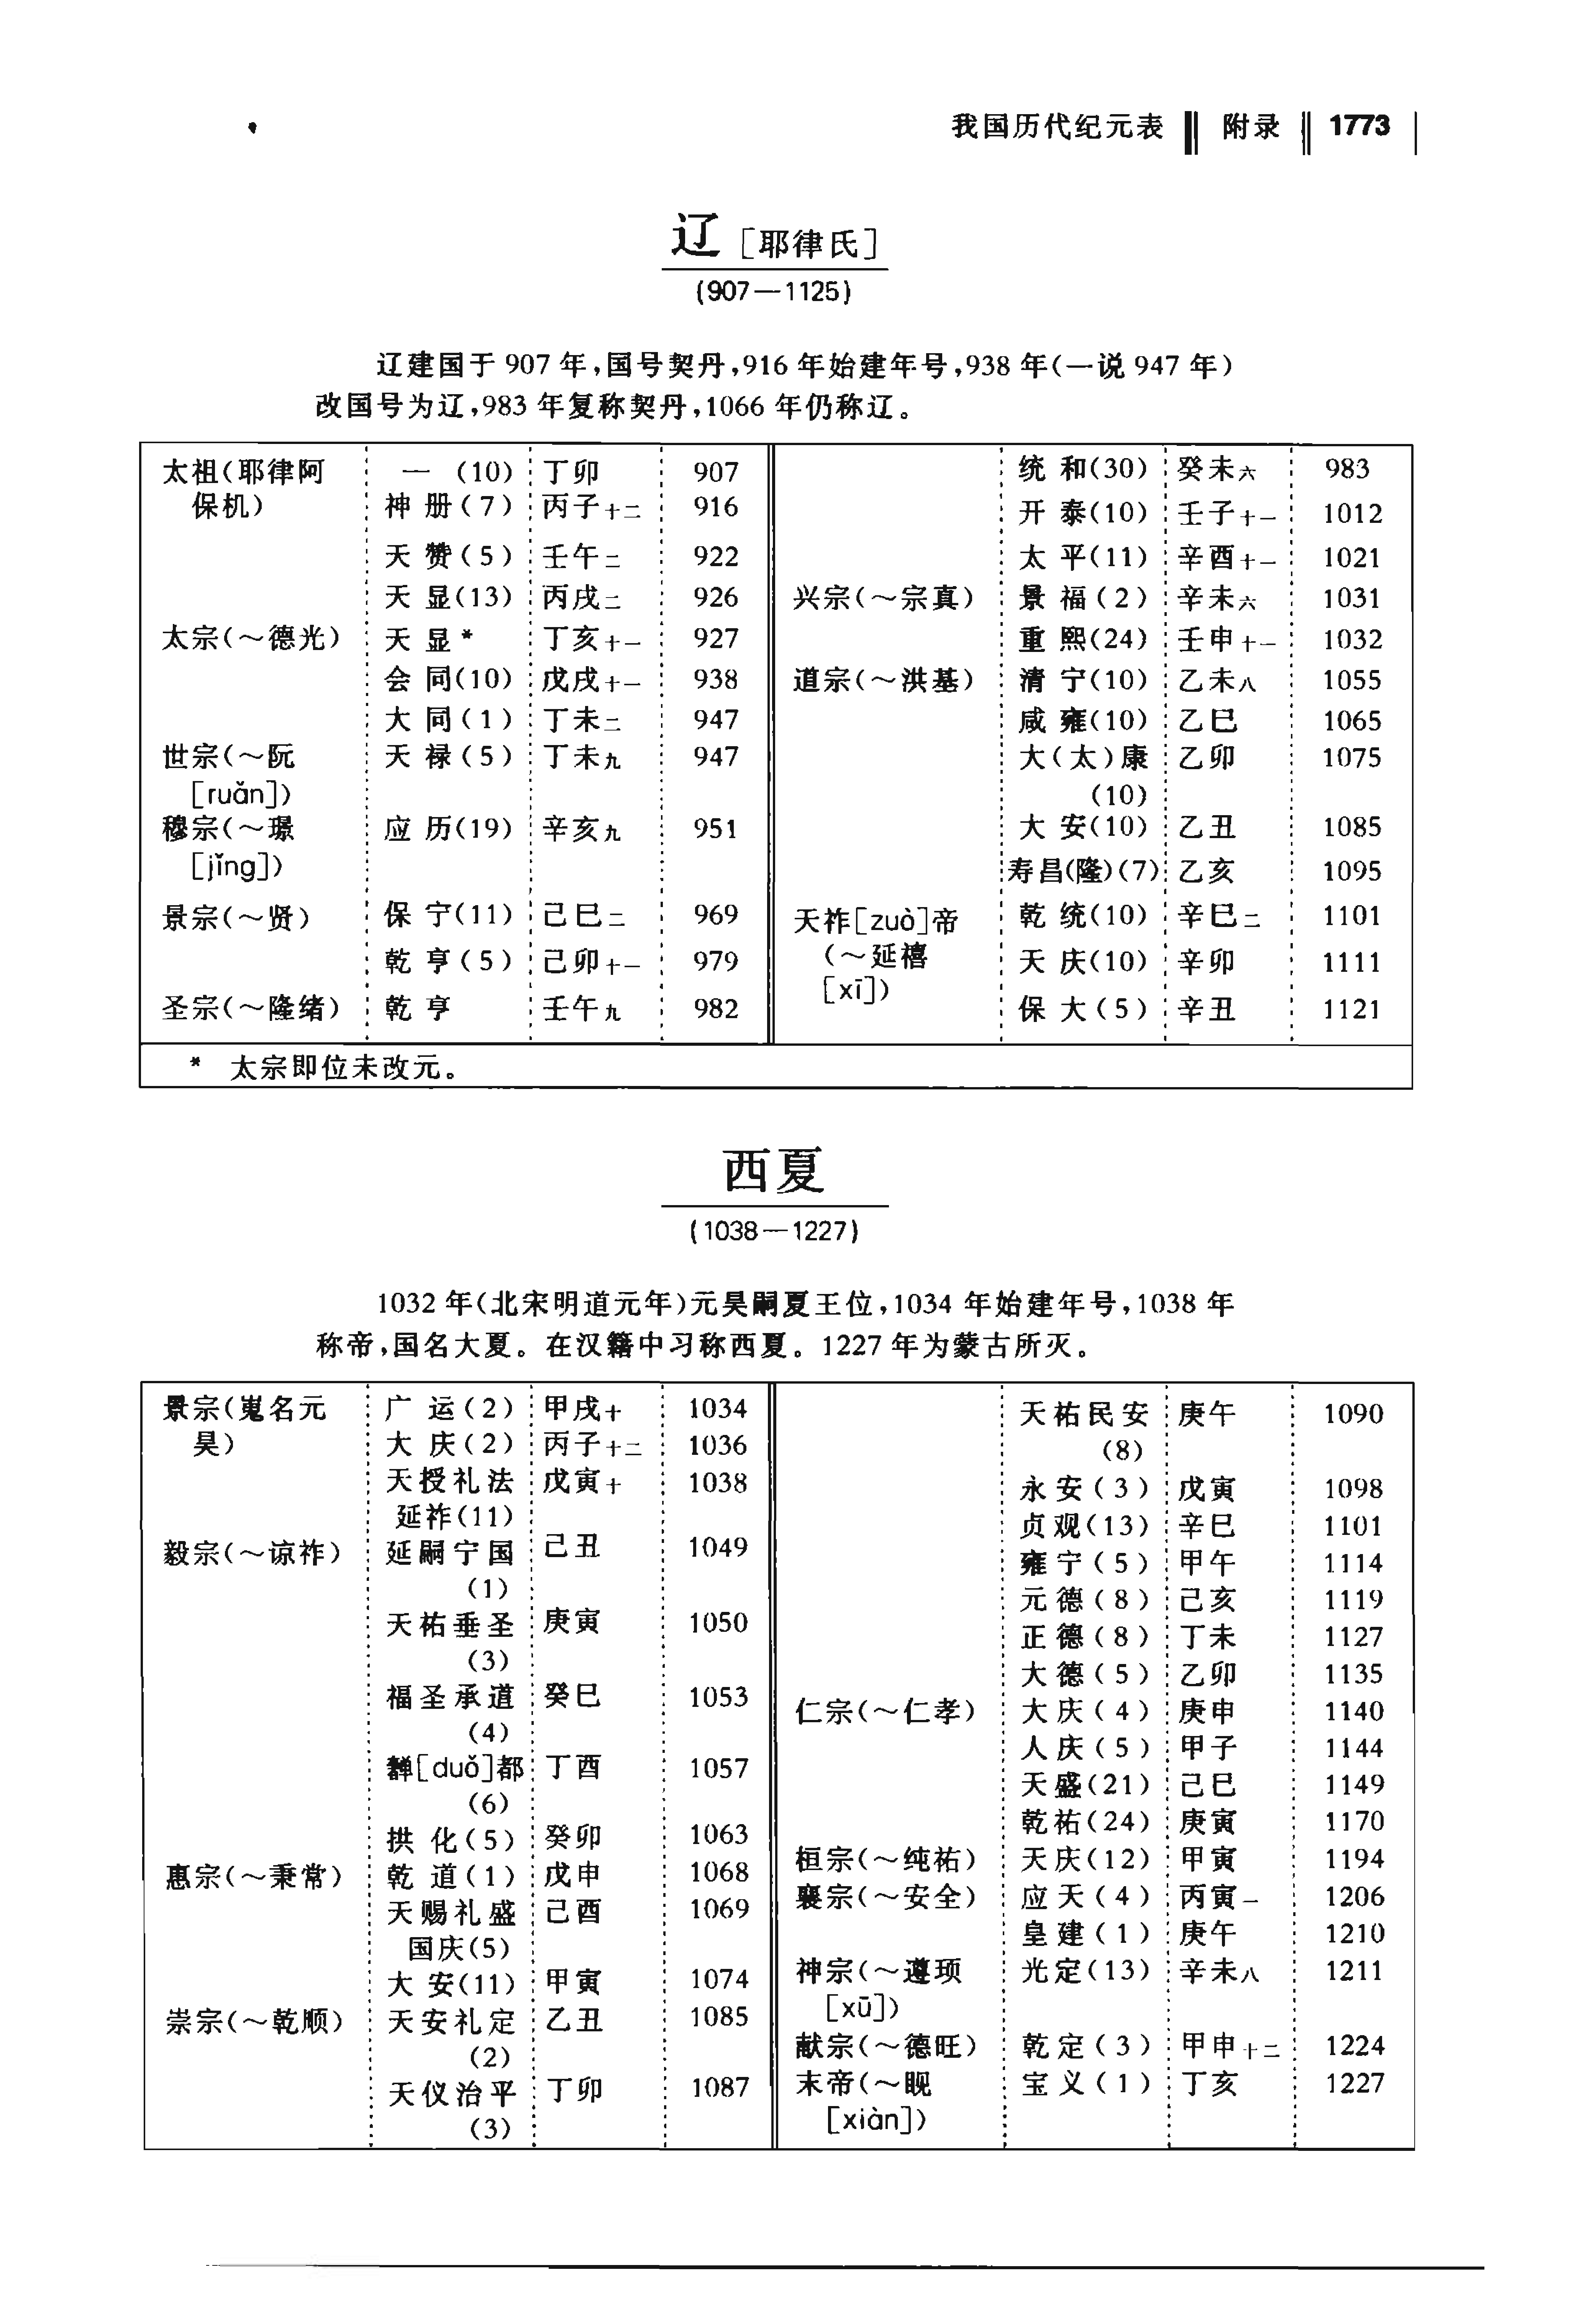 我国历代纪元表 附录 1773
辽[耶律氏]
(907—1125)
辽建国于907年,国号契丹,916年始建年号,938年(一说947年)
改国号为辽,983年复称契丹,1066年仍称辽。
太祖(耶律阿 — (10) 丁卯 907
保机) 神册(7) 丙子十二 916
天赞(5) 壬午二 922
天显(13) 丙戌二 926
太宗(～德光) 天显* 丁亥十一 927
会同(10) 戊戌十一 938
大同(1) 丁未二 947
世宗(～阮 天禄(5) 丁未九 947
[ruǎn])
穆宗(～璟 应历(19) 辛亥九 951
[jǐng])
景宗(～贤) 保宁(11) 己巳二 969
乾亨(5) 己卯十一 979
圣宗(～隆绪) 乾亨 壬午九 982
统和(30) 癸未六 983
开泰(10) 壬子十一 1012
太平(11) 辛酉十一 1021
兴宗(～宗真) 景福(2) 辛未六 1031
重熙(24) 壬申十一 1032
道宗(～洪基) 清宁(10) 乙未八 1055
咸雍(10) 乙巳 1065
大(太)康 乙卯 1075
(10)
大安(10) 乙丑 1085
寿昌(隆)(7) 乙亥 1095
天祚[zuò]帝 乾统(10) 辛巳二 1101
(～延禧 天庆(10) 辛卯 1111
[xī]) 保大(5) 辛丑 1121
* 太宗即位未改元。
西夏
(1038—1227)
1032年(北宋明道元年)元昊嗣夏王位,1034年始建年号,1038年
称帝,国名大夏。在汉籍中习称西夏。1227年为蒙古所灭。
景宗(嵬名元 广运(2) 甲戌十 1034
昊) 大庆(2) 丙子十二 1036
天授礼法 戊寅十 1038
延祚(11)
毅宗(～谅祚) 延嗣宁国 己丑 1049
(1)
天祐垂圣 庚寅 1050
(3)
福圣承道 癸巳 1053
(4)
奲[duǒ]都 丁酉 1057
(6)
拱化(5) 癸卯 1063
惠宗(～秉常) 乾道(1) 戊申 1068
天赐礼盛 己酉 1069
国庆(5)
大安(11) 甲寅 1074
崇宗(～乾顺) 天安礼定 乙丑 1085
(2)
天仪治平 丁卯 1087
(3)
天祐民安 庚午 1090
(8)
永安(3) 戊寅 1098
贞观(13) 辛巳 1101
雍宁(5) 甲午 1114
元德(8) 己亥 1119
正德(8) 丁未 1127
大德(5) 乙卯 1135
仁宗(～仁孝) 大庆(4) 庚申 1140
人庆(5) 甲子 1144
天盛(21) 己巳 1149
乾祐(24) 庚寅 1170
桓宗(～纯祐) 天庆(12) 甲寅 1194
襄宗(～安全) 应天(4) 丙寅一 1206
皇建(1) 庚午 1210
神宗(～遵顼 光定(13) 辛未八 1211
[xū])
献宗(～德旺) 乾定(3) 甲申十二 1224
末帝(～睍 宝义(1) 丁亥 1227
[xiàn])